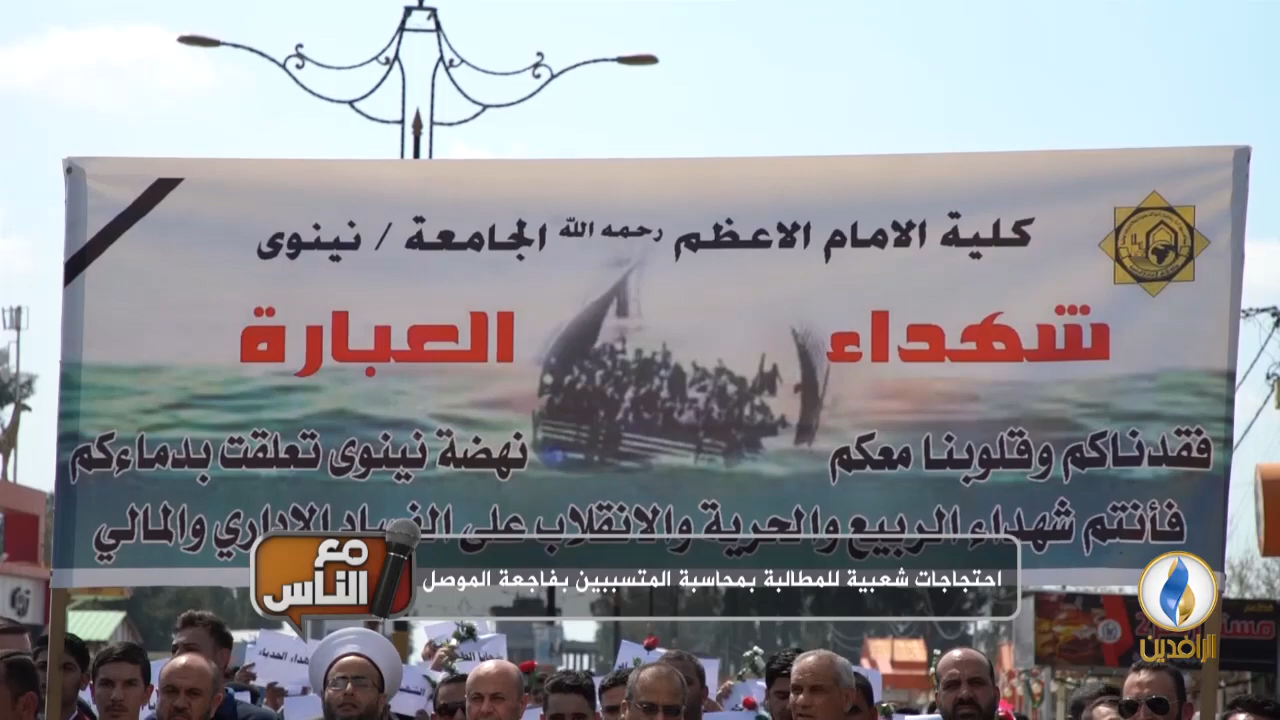 كلية الامام الاعظم رحمه الله الجامعة / نينوى
شهداء العبارة
فقدناكم وقلوبنا معكم نهضة نينوى تعلقت بدماءكم
فأنتم شهداء الربيع والحرية والانقلاب على الفساد الاداري والمالي
مع الناس
احتجاجات شعبية للمطالبة بمحاسبة المتسببين بفاجعة الموصل
الرافدين